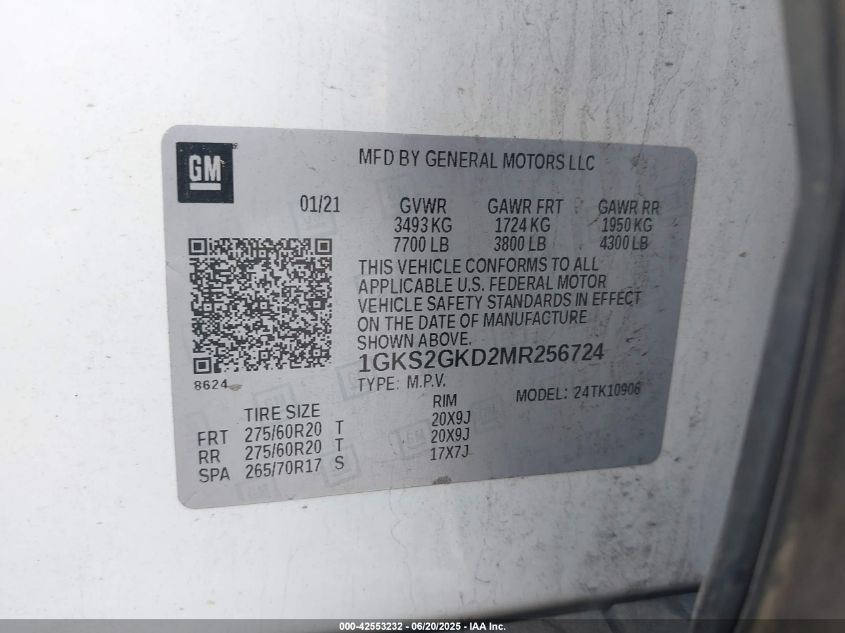 GM
MFD BY GENERAL MOTORS LLC
01/21 GVWR GAWR FRT GAWR RR
3493 KG 1724 KG 1950 KG
7700 LB 3800 LB 4300 LB
THIS VEHICLE CONFORMS TO ALL
APPLICABLE U.S. FEDERAL MOTOR
VEHICLE SAFETY STANDARDS IN EFFECT
ON THE DATE OF MANUFACTURE
SHOWN ABOVE.
1GKS2GKD2MR256724
8624
TYPE: M.P.V. MODEL: 24TK10906
TIRE SIZE RIM
FRT 275/60R20 T 20X9J
RR 275/60R20 T 20X9J
SPA 265/70R17 S 17X7J
000-42553232 - 06/20/2025 - IAA Inc.